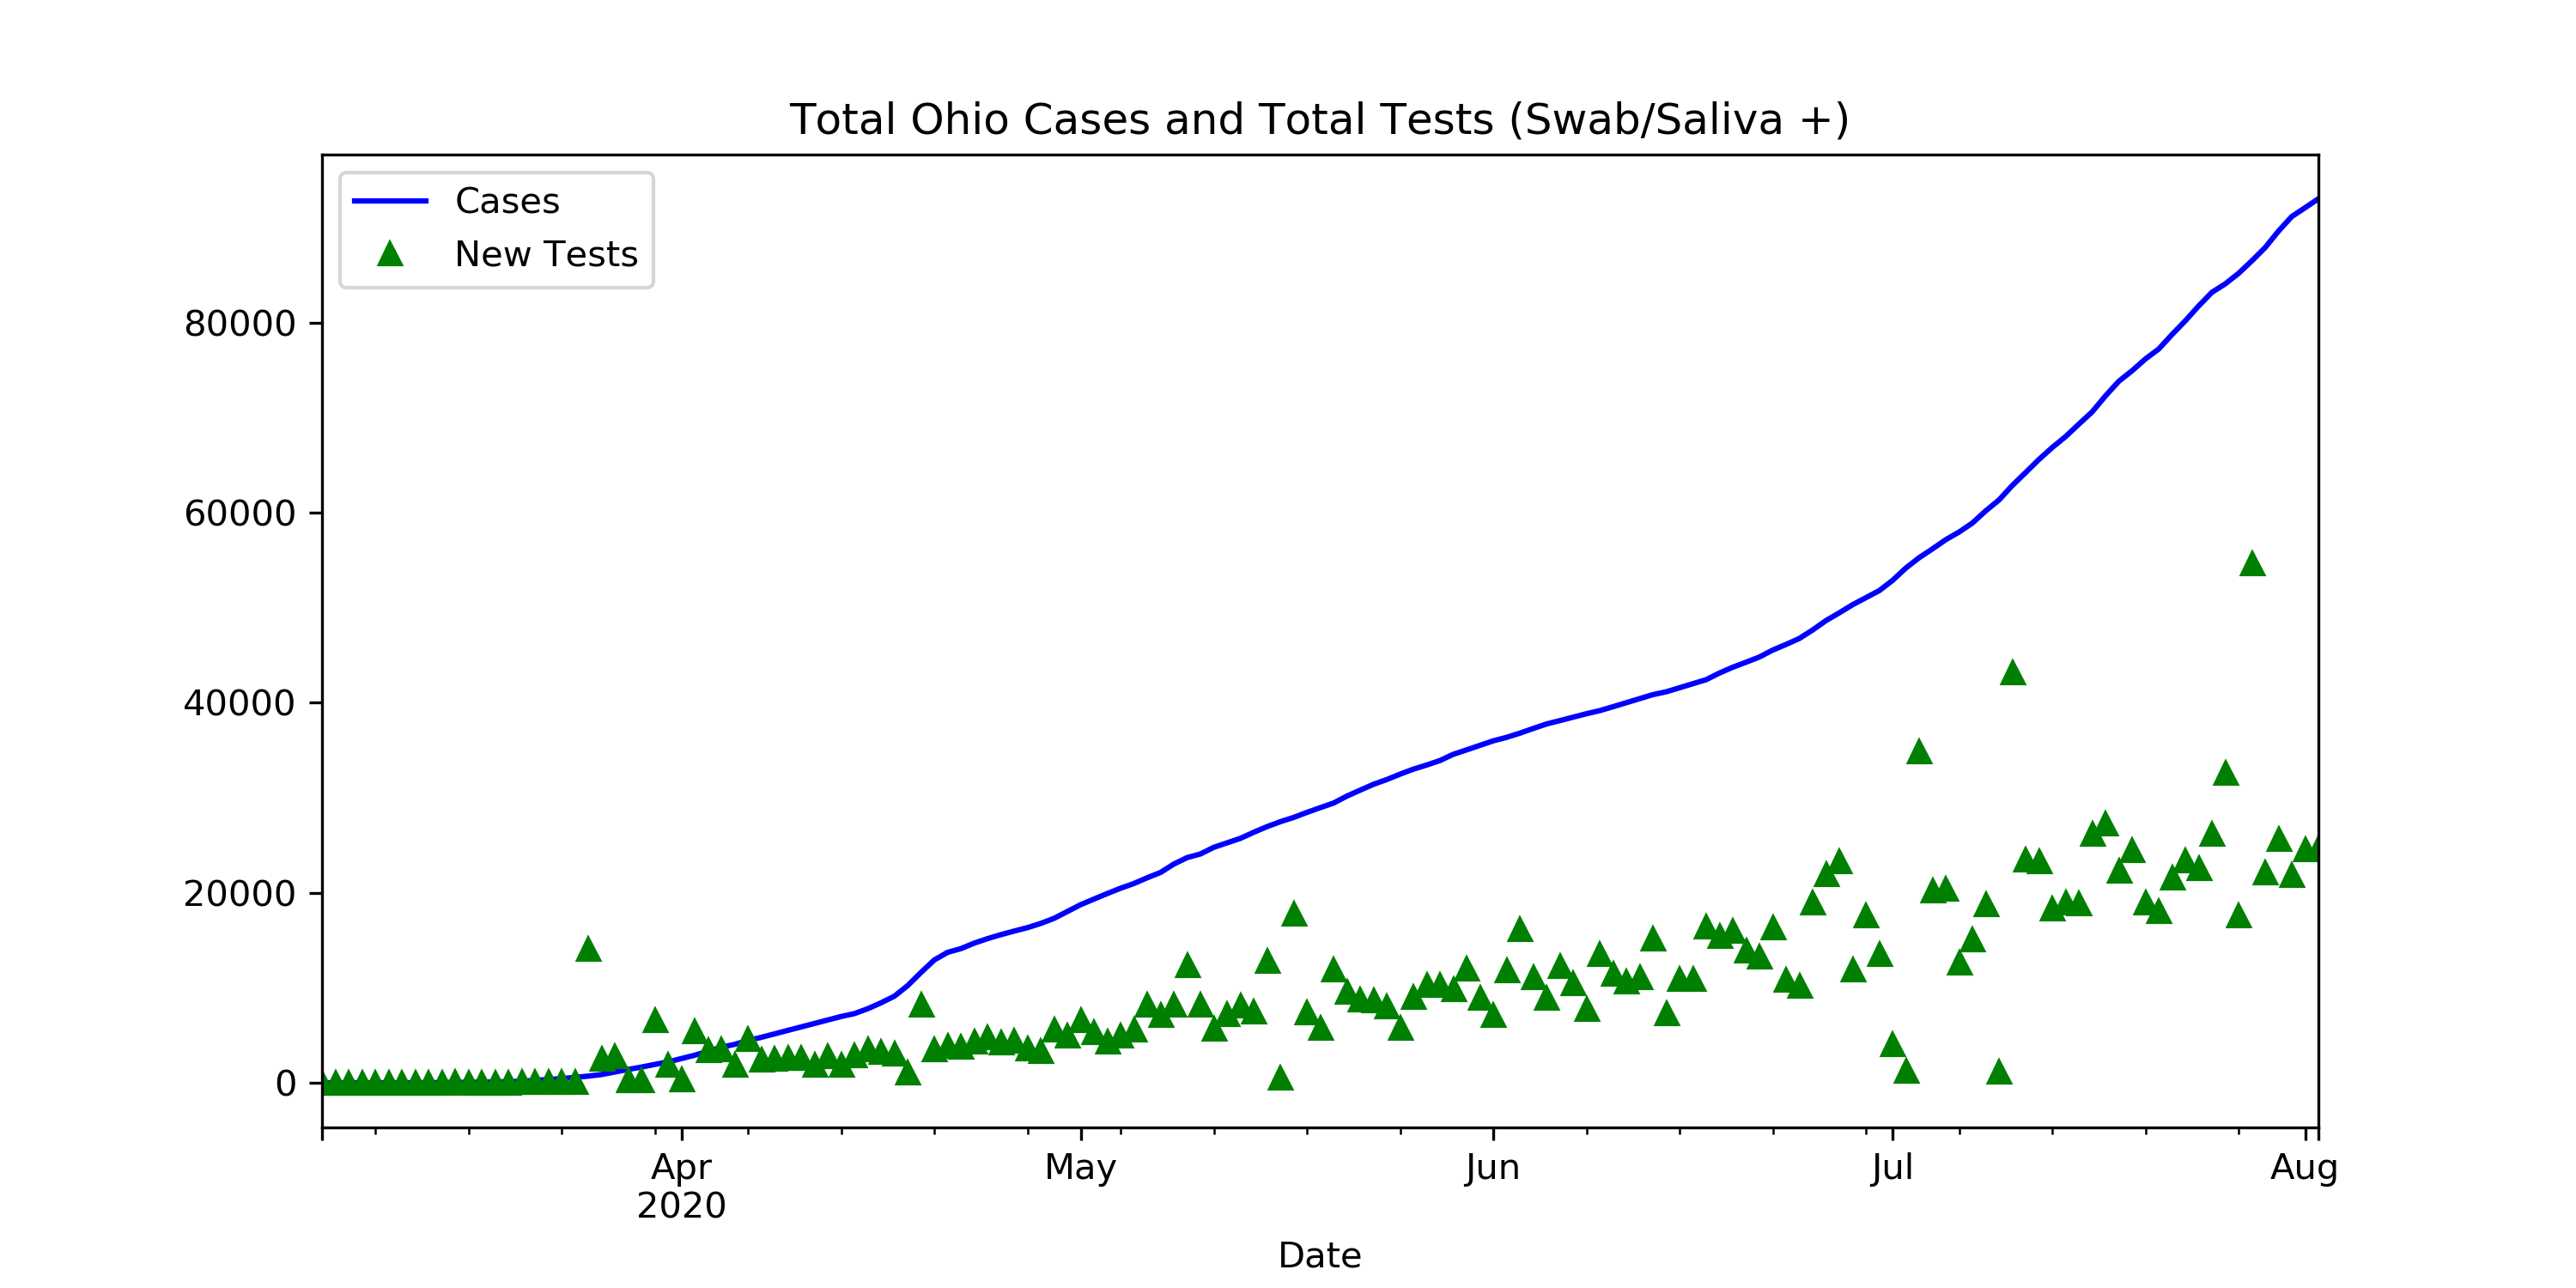 Total Ohio Cases and Total Tests (Swab/Saliva +)
Cases
New Tests
80000
60000
40000
20000
0
Apr May Jun Jul Aug
2020
Date